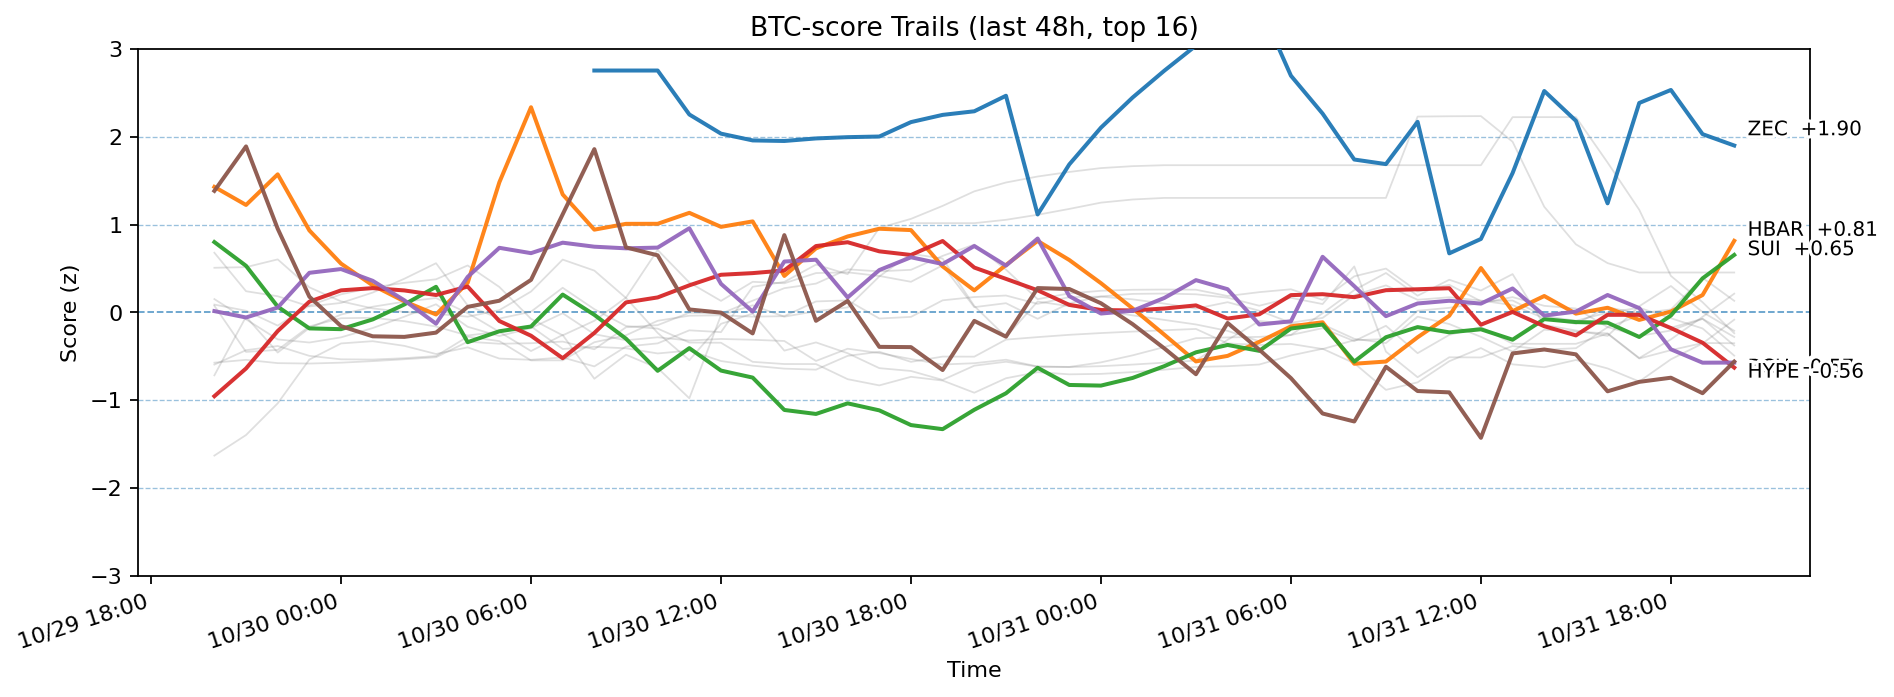 BTC-score Trails (last 48h, top 16)
Score (z)
3
2
1
0
−1
−2
−3
ZEC +1.90
HBAR +0.81
SUI +0.65
HYPE -0.56
10/29 18:00
10/30 00:00
10/30 06:00
10/30 12:00
10/30 18:00
10/31 00:00
10/31 06:00
10/31 12:00
10/31 18:00
Time